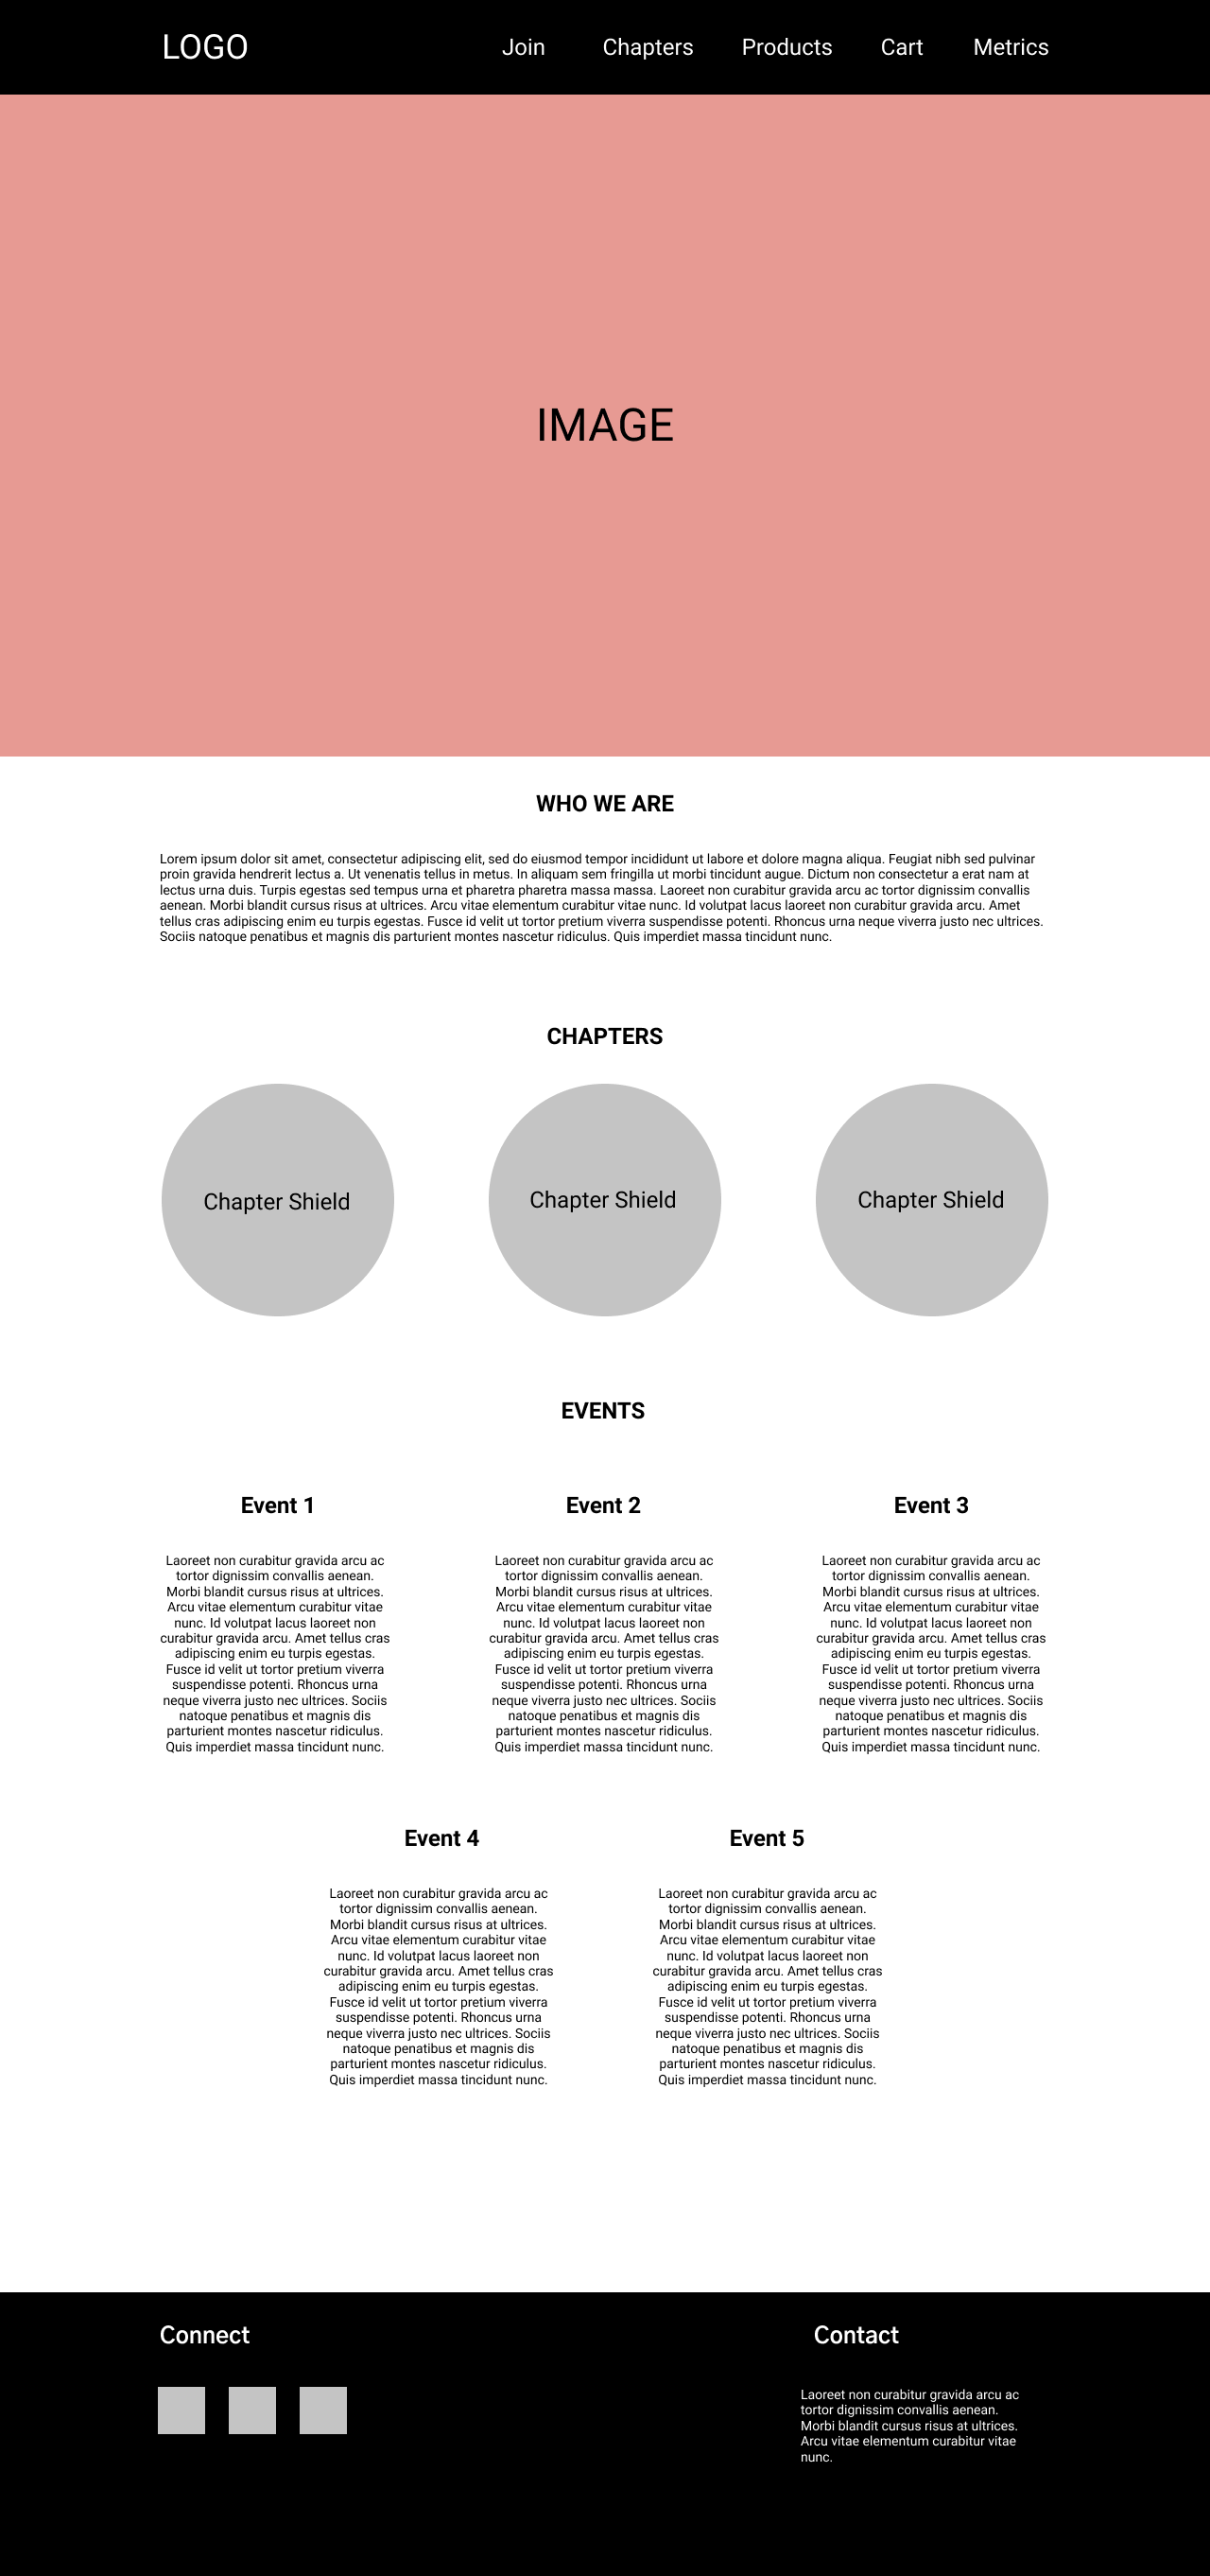 LOGO
Join Chapters Products Cart Metrics
IMAGE
WHO WE ARE
Lorem ipsum dolor sit amet, consectetur adipiscing elit, sed do eiusmod tempor incididunt ut labore et dolore magna aliqua. Feugiat nibh sed pulvinar
proin gravida hendrerit lectus a. Ut venenatis tellus in metus. In aliquam sem fringilla ut morbi tincidunt augue. Dictum non consectetur a erat nam at
lectus urna duis. Turpis egestas sed tempus urna et pharetra pharetra massa massa. Laoreet non curabitur gravida arcu ac tortor dignissim convallis
aenean. Morbi blandit cursus risus at ultrices. Arcu vitae elementum curabitur vitae nunc. Id volutpat lacus laoreet non curabitur gravida arcu. Amet
tellus cras adipiscing enim eu turpis egestas. Fusce id velit ut tortor pretium viverra suspendisse potenti. Rhoncus urna neque viverra justo nec ultrices.
Sociis natoque penatibus et magnis dis parturient montes nascetur ridiculus. Quis imperdiet massa tincidunt nunc.
CHAPTERS
Chapter Shield
Chapter Shield
Chapter Shield
EVENTS
Event 1
Laoreet non curabitur gravida arcu ac
tortor dignissim convallis aenean.
Morbi blandit cursus risus at ultrices.
Arcu vitae elementum curabitur vitae
nunc. Id volutpat lacus laoreet non
curabitur gravida arcu. Amet tellus cras
adipiscing enim eu turpis egestas.
Fusce id velit ut tortor pretium viverra
suspendisse potenti. Rhoncus urna
neque viverra justo nec ultrices. Sociis
natoque penatibus et magnis dis
parturient montes nascetur ridiculus.
Quis imperdiet massa tincidunt nunc.
Event 2
Laoreet non curabitur gravida arcu ac
tortor dignissim convallis aenean.
Morbi blandit cursus risus at ultrices.
Arcu vitae elementum curabitur vitae
nunc. Id volutpat lacus laoreet non
curabitur gravida arcu. Amet tellus cras
adipiscing enim eu turpis egestas.
Fusce id velit ut tortor pretium viverra
suspendisse potenti. Rhoncus urna
neque viverra justo nec ultrices. Sociis
natoque penatibus et magnis dis
parturient montes nascetur ridiculus.
Quis imperdiet massa tincidunt nunc.
Event 3
Laoreet non curabitur gravida arcu ac
tortor dignissim convallis aenean.
Morbi blandit cursus risus at ultrices.
Arcu vitae elementum curabitur vitae
nunc. Id volutpat lacus laoreet non
curabitur gravida arcu. Amet tellus cras
adipiscing enim eu turpis egestas.
Fusce id velit ut tortor pretium viverra
suspendisse potenti. Rhoncus urna
neque viverra justo nec ultrices. Sociis
natoque penatibus et magnis dis
parturient montes nascetur ridiculus.
Quis imperdiet massa tincidunt nunc.
Event 4
Laoreet non curabitur gravida arcu ac
tortor dignissim convallis aenean.
Morbi blandit cursus risus at ultrices.
Arcu vitae elementum curabitur vitae
nunc. Id volutpat lacus laoreet non
curabitur gravida arcu. Amet tellus cras
adipiscing enim eu turpis egestas.
Fusce id velit ut tortor pretium viverra
suspendisse potenti. Rhoncus urna
neque viverra justo nec ultrices. Sociis
natoque penatibus et magnis dis
parturient montes nascetur ridiculus.
Quis imperdiet massa tincidunt nunc.
Event 5
Laoreet non curabitur gravida arcu ac
tortor dignissim convallis aenean.
Morbi blandit cursus risus at ultrices.
Arcu vitae elementum curabitur vitae
nunc. Id volutpat lacus laoreet non
curabitur gravida arcu. Amet tellus cras
adipiscing enim eu turpis egestas.
Fusce id velit ut tortor pretium viverra
suspendisse potenti. Rhoncus urna
neque viverra justo nec ultrices. Sociis
natoque penatibus et magnis dis
parturient montes nascetur ridiculus.
Quis imperdiet massa tincidunt nunc.
Connect
Contact
Laoreet non curabitur gravida arcu ac
tortor dignissim convallis aenean.
Morbi blandit cursus risus at ultrices.
Arcu vitae elementum curabitur vitae
nunc.